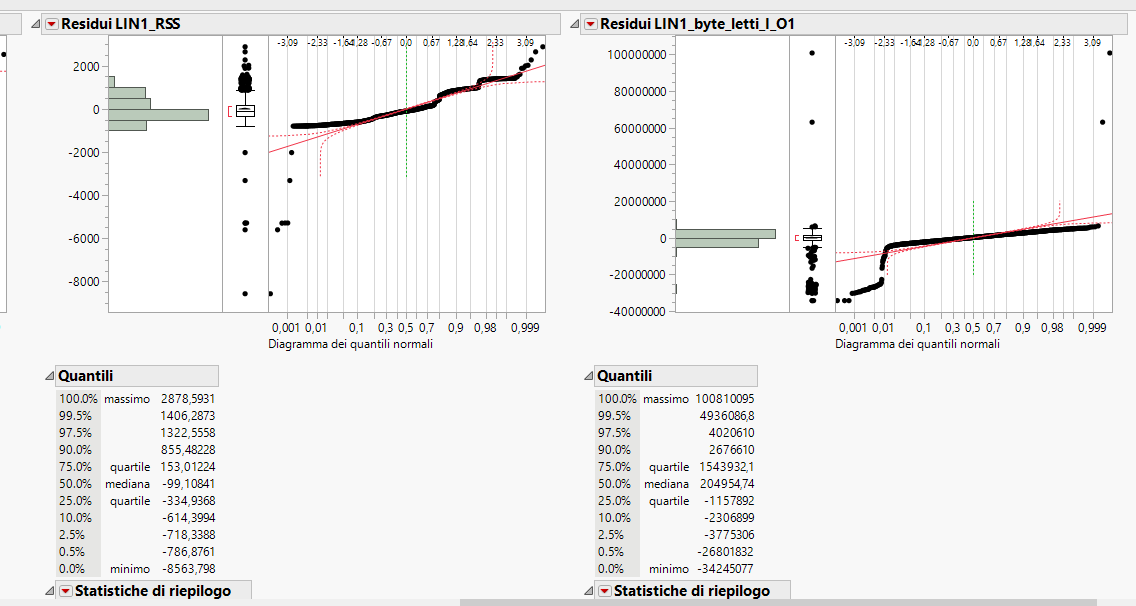 Residui LIN1_RSS
-3,09 -2,33 -1,64 -1,28 -0,67 0,0 0,67 1,28 1,64 2,33 3,09
2000
0
-2000
-4000
-6000
-8000
0,001 0,01 0,1 0,3 0,5 0,7 0,9 0,98 0,999
Diagramma dei quantili normali
Quantili
100.0% massimo 2878,5931
99.5% 1406,2873
97.5% 1322,5558
90.0% 855,48228
75.0% quartile 153,01224
50.0% mediana -99,10841
25.0% quartile -334,9368
10.0% -614,3994
2.5% -718,3388
0.5% -786,8761
0.0% minimo -8563,798
Statistiche di riepilogo
Residui LIN1_byte_letti_I_O1
-3,09 -2,33 -1,64 -1,28 -0,67 0,0 0,67 1,28 1,64 2,33 3,09
100000000
80000000
60000000
40000000
20000000
0
-20000000
-40000000
0,001 0,01 0,1 0,3 0,5 0,7 0,9 0,98 0,999
Diagramma dei quantili normali
Quantili
100.0% massimo 100810095
99.5% 4936086,8
97.5% 4020610
90.0% 2676610
75.0% quartile 1543932,1
50.0% mediana 204954,74
25.0% quartile -1157892
10.0% -2306899
2.5% -3775306
0.5% -26801832
0.0% minimo -34245077
Statistiche di riepilogo